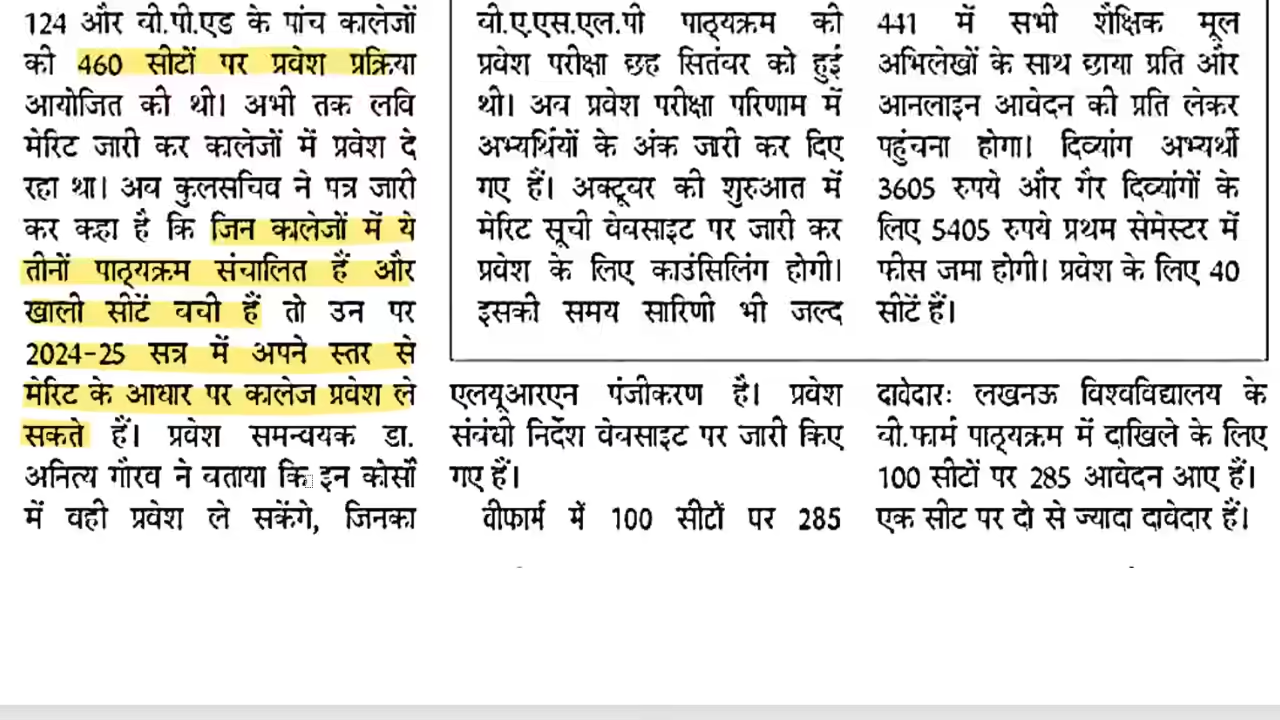 124 और बी.पी.एड के पांच कालेजों
की 460 सीटों पर प्रवेश प्रक्रिया
आयोजित की थी। अभी तक लवि
मेरिट जारी कर कालेजों में प्रवेश दे
रहा था। अब कुलसचिव ने पत्र जारी
कर कहा है कि जिन कालेजों में ये
तीनों पाठ्यक्रम संचालित हैं और
खाली सीटें बची हैं तो उन पर
2024-25 सत्र में अपने स्तर से
मेरिट के आधार पर कालेज प्रवेश ले
सकते हैं। प्रवेश समन्वयक डा.
अनित्य गौरव ने बताया कि इन कोर्सों
में वही प्रवेश ले सकेंगे, जिनका
बी.ए.एस.एल.पी पाठ्यक्रम की
प्रवेश परीक्षा छह सितंबर को हुई
थी। अब प्रवेश परीक्षा परिणाम में
अभ्यर्थियों के अंक जारी कर दिए
गए हैं। अक्टूबर की शुरुआत में
मेरिट सूची वेबसाइट पर जारी कर
प्रवेश के लिए काउंसिलिंग होगी।
इसकी समय सारिणी भी जल्द
441 में सभी शैक्षिक मूल
अभिलेखों के साथ छाया प्रति और
आनलाइन आवेदन की प्रति लेकर
पहुंचना होगा। दिव्यांग अभ्यर्थी
3605 रुपये और गैर दिव्यांगों के
लिए 5405 रुपये प्रथम सेमेस्टर में
फीस जमा होगी। प्रवेश के लिए 40
सीटें हैं।
एलयूआरएन पंजीकरण है। प्रवेश
संबंधी निर्देश वेबसाइट पर जारी किए
गए हैं।
बीफार्म में 100 सीटों पर 285
दावेदारः लखनऊ विश्वविद्यालय के
बी.फार्म पाठ्यक्रम में दाखिले के लिए
100 सीटों पर 285 आवेदन आए हैं।
एक सीट पर दो से ज्यादा दावेदार हैं।